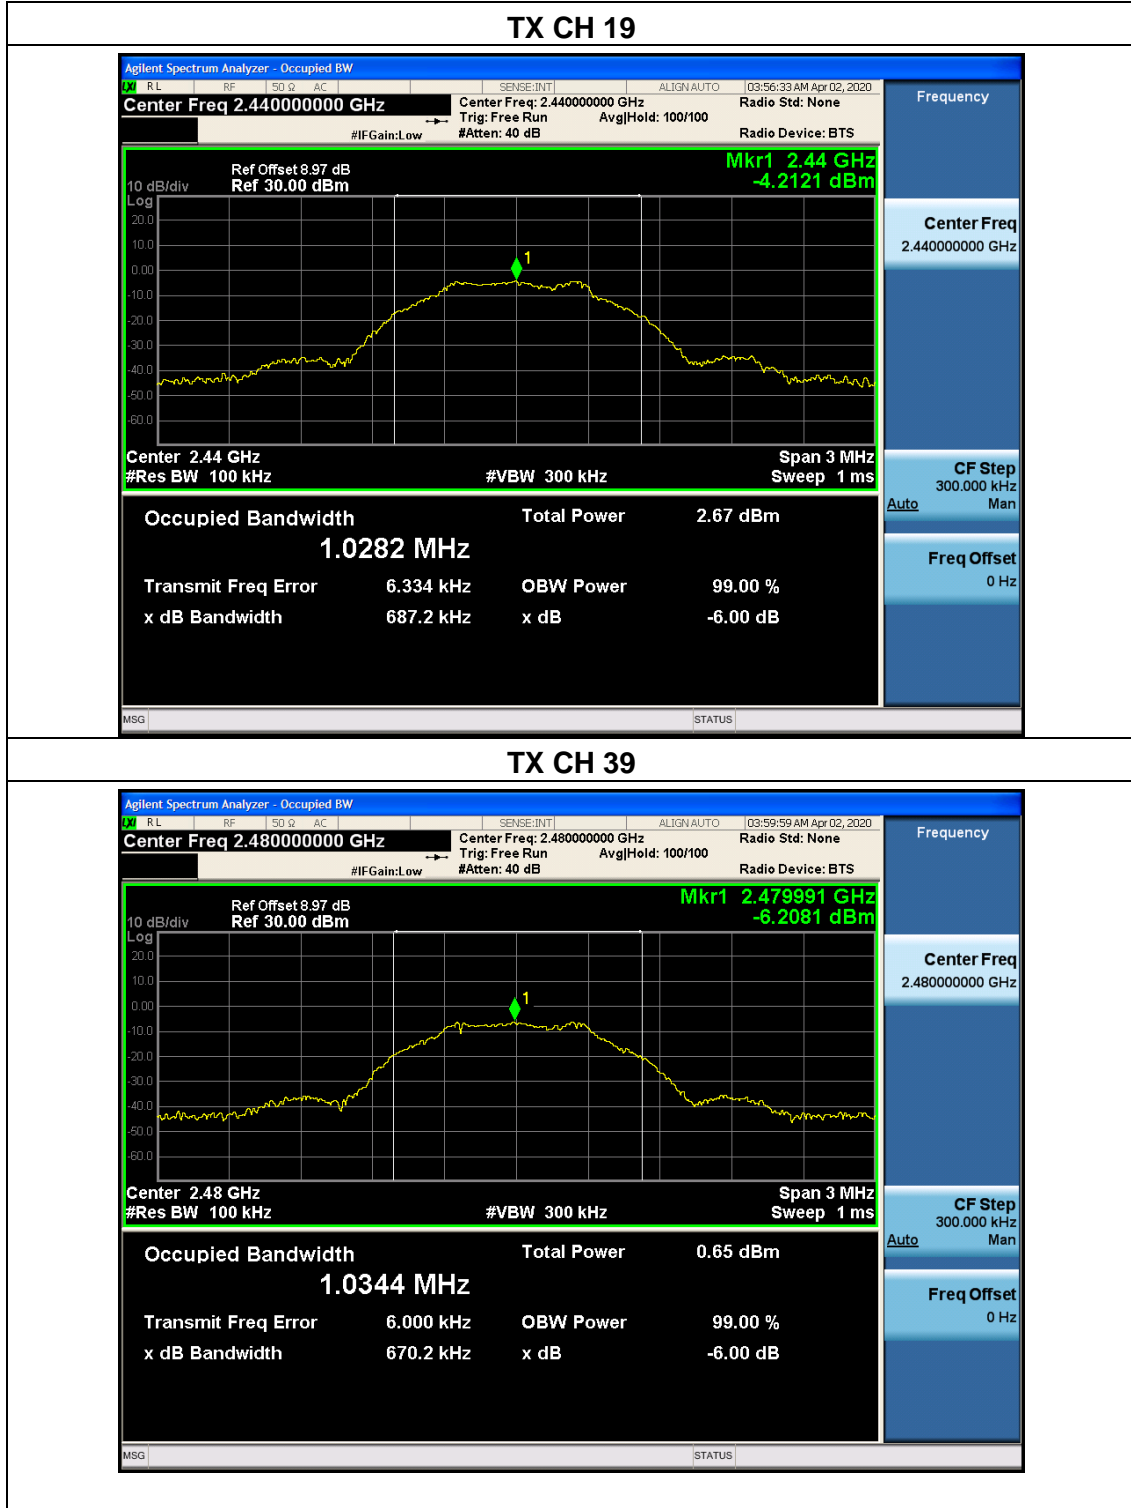 TX CH 19
Agilent Spectrum Analyzer - Occupied BW
LXI RL RF 50 Ω AC SENSE:INT ALIGN AUTO 03:56:33 AM Apr 02, 2020
Center Freq 2.440000000 GHz
Center Freq: 2.440000000 GHz
Radio Std: None
Trig: Free Run Avg|Hold: 100/100
#IFGain:Low #Atten: 40 dB Radio Device: BTS
Frequency
Mkr1 2.44 GHz
-4.2121 dBm
Ref Offset 8.97 dB
10 dB/div Ref 30.00 dBm
Log
20.0
10.0
0.00
-10.0
-20.0
-30.0
-40.0
-50.0
-60.0
1
Center 2.44 GHz Span 3 MHz
#Res BW 100 kHz #VBW 300 kHz Sweep 1 ms
Occupied Bandwidth Total Power 2.67 dBm
1.0282 MHz
Transmit Freq Error 6.334 kHz OBW Power 99.00 %
x dB Bandwidth 687.2 kHz x dB -6.00 dB
Center Freq
2.440000000 GHz
CF Step
300.000 kHz
Auto Man
Freq Offset
0 Hz
MSG STATUS
TX CH 39
Agilent Spectrum Analyzer - Occupied BW
LXI RL RF 50 Ω AC SENSE:INT ALIGN AUTO 03:59:59 AM Apr 02, 2020
Center Freq 2.480000000 GHz
Center Freq: 2.480000000 GHz
Radio Std: None
Trig: Free Run Avg|Hold: 100/100
#IFGain:Low #Atten: 40 dB Radio Device: BTS
Frequency
Mkr1 2.479991 GHz
-6.2081 dBm
Ref Offset 8.97 dB
10 dB/div Ref 30.00 dBm
Log
20.0
10.0
0.00
-10.0
-20.0
-30.0
-40.0
-50.0
-60.0
1
Center 2.48 GHz Span 3 MHz
#Res BW 100 kHz #VBW 300 kHz Sweep 1 ms
Occupied Bandwidth Total Power 0.65 dBm
1.0344 MHz
Transmit Freq Error 6.000 kHz OBW Power 99.00 %
x dB Bandwidth 670.2 kHz x dB -6.00 dB
Center Freq
2.480000000 GHz
CF Step
300.000 kHz
Auto Man
Freq Offset
0 Hz
MSG STATUS